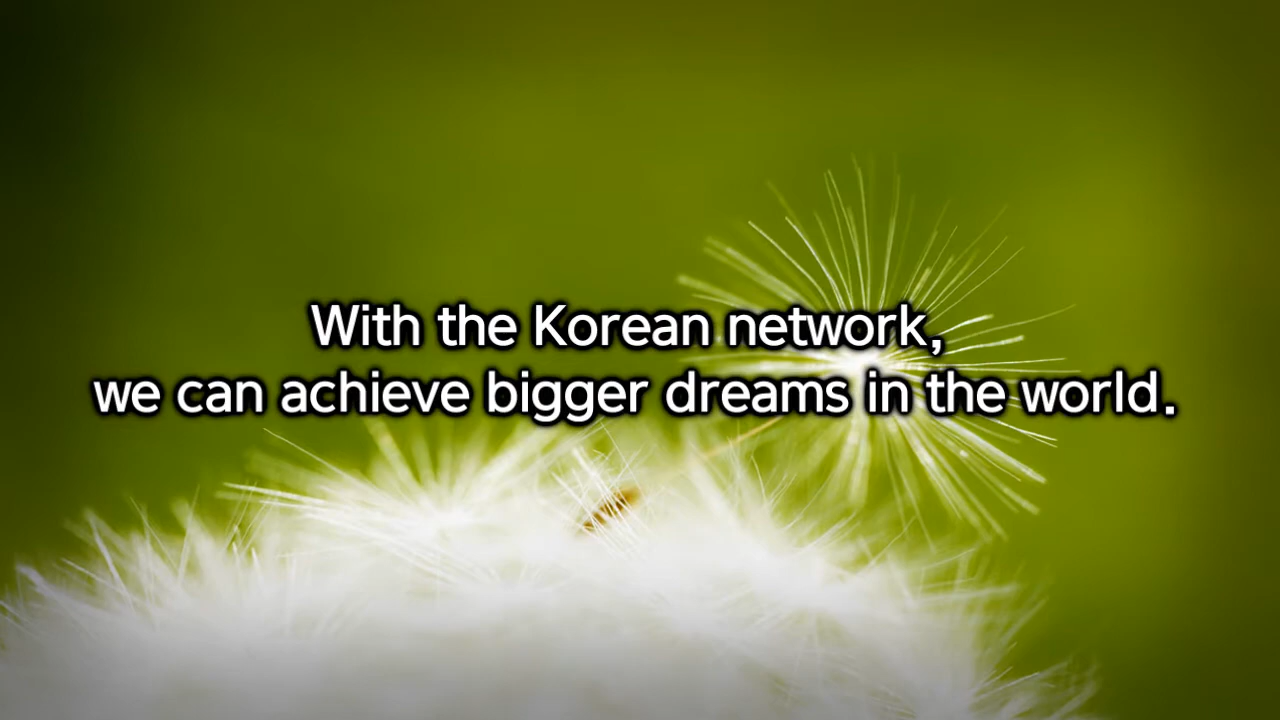 With the Korean network,
we can achieve bigger dreams in the world.